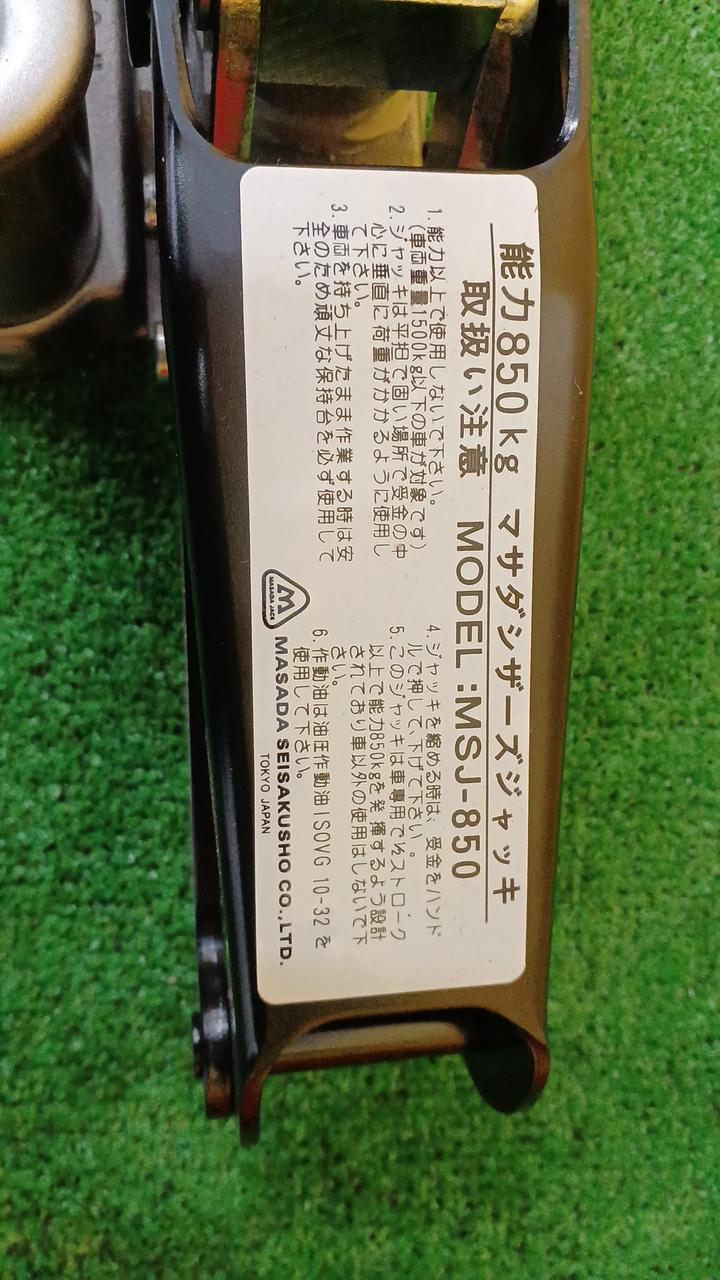 能力850kg マサダシザーズジャッキ
取扱い注意 MODEL:MSJ-850
1. 能力以上で使用しないで下さい。
(車両重量1500kg以下の車が対象です)
2. ジャッキは平担で固い場所で受金の中
心に垂直に荷重がかかるように使用し
て下さい。
3. 車両を持ち上げたまま作業する時は安
全のため頑丈な保持台を必ず使用して
下さい。
4. ジャッキを縮める時は、受金をハンド
ルで押して、下げて下さい。
5. このジャッキは車専用で½ストローク
以上で能力850kgを発揮するよう設計
されており車以外の使用はしないで下
さい。
6. 作動油は油圧作動油ISOVG 10-32を
使用して下さい。
MASADA JACK
MASADA SEISAKUSHO CO.,LTD.
TOKYO JAPAN